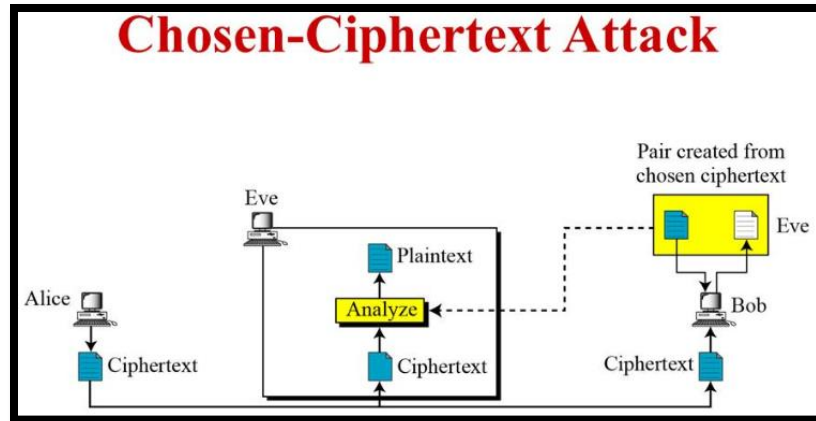 Chosen-Ciphertext Attack
Pair created from
chosen ciphertext
Eve
Eve
Plaintext
Alice
Analyze
Bob
Ciphertext
Ciphertext
Ciphertext